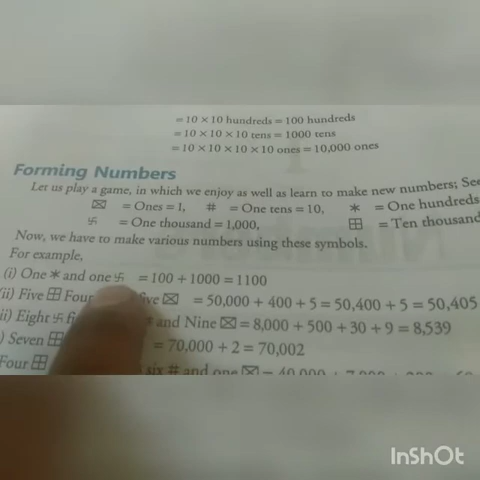 = 10 × 10 hundreds = 100 hundreds
= 10 × 10 × 10 tens = 1000 tens
= 10 × 10 × 10 × 10 ones = 10,000 ones
Forming Numbers
Let us play a game, in which we enjoy as well as learn to make new numbers; See
☒ = Ones = 1, # = One tens = 10, * = One hundreds
卐 = One thousand = 1,000, ⊞ = Ten thousand
Now, we have to make various numbers using these symbols.
For example,
(i) One * and one 卐 = 100 + 1000 = 1100
(ii) Five ⊞ Four five ☒ = 50,000 + 400 + 5 = 50,400 + 5 = 50,405
ii) Eight 卐 fi and Nine ☒ = 8,000 + 500 + 30 + 9 = 8,539
) Seven ⊞ = 70,000 + 2 = 70,002
Four ⊞ six # and one ☒ = 40,000 +
InShOt